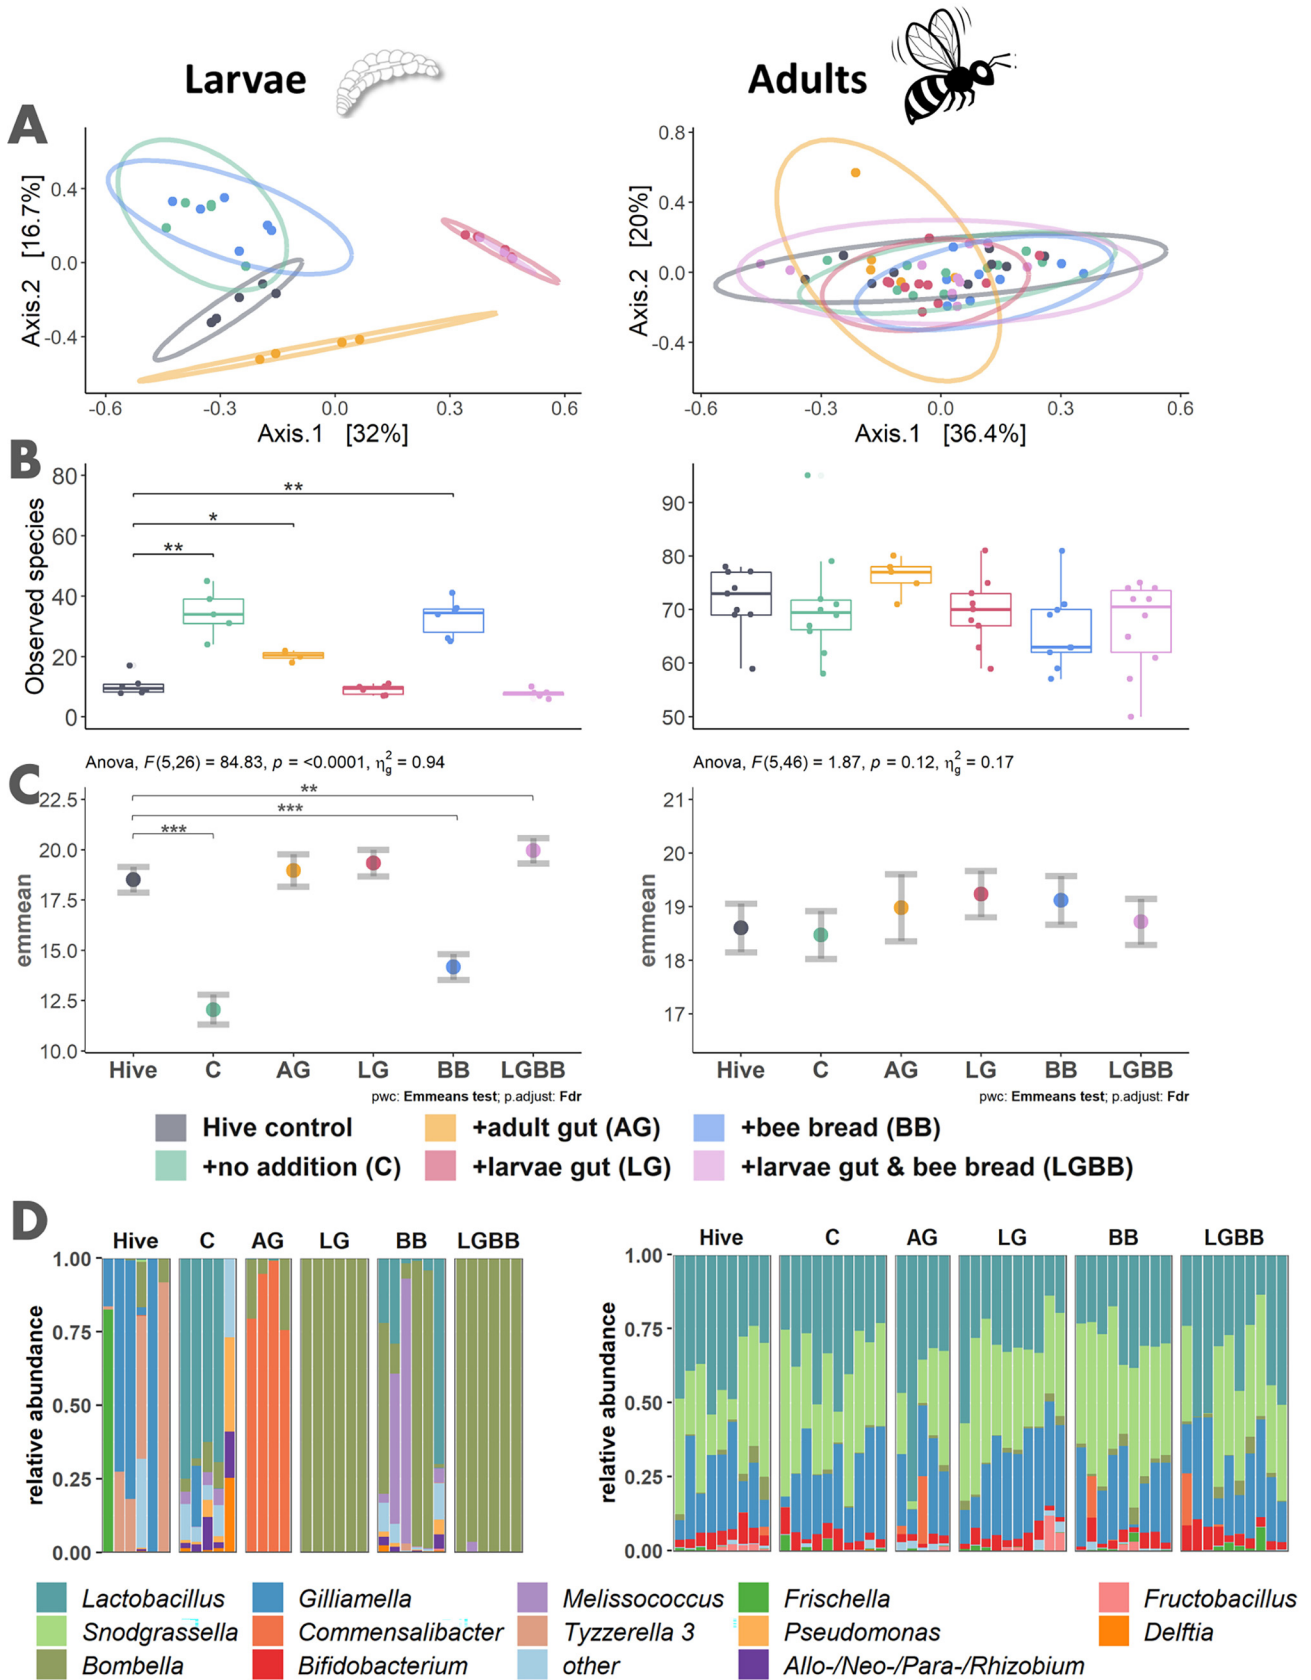 Larvae
Adults
A
Axis.2 [16.7%]
0.4
0.0
-0.4
-0.6 -0.3 0.0 0.3 0.6
Axis.1 [32%]
Axis.2 [20%]
0.8
0.4
0.0
-0.4
-0.6 -0.3 0.0 0.3 0.6
Axis.1 [36.4%]
B
Observed species
80
60
40
20
0
**
*
**
90
80
70
60
50
C
Anova, F(5,26) = 84.83, p = <0.0001, η²g = 0.94
Anova, F(5,46) = 1.87, p = 0.12, η²g = 0.17
emmean
22.5
20.0
17.5
15.0
12.5
10.0
**
***
***
Hive C AG LG BB LGBB
pwc: Emmeans test; p.adjust: Fdr
emmean
21
20
19
18
17
Hive C AG LG BB LGBB
pwc: Emmeans test; p.adjust: Fdr
Hive control
+adult gut (AG)
+bee bread (BB)
+no addition (C)
+larvae gut (LG)
+larvae gut & bee bread (LGBB)
D
Hive C AG LG BB LGBB
relative abundance
1.00
0.75
0.50
0.25
0.00
Hive C AG LG BB LGBB
relative abundance
1.00
0.75
0.50
0.25
0.00
Lactobacillus
Gilliamella
Melissococcus
Frischella
Fructobacillus
Snodgrassella
Commensalibacter
Tyzzerella 3
Pseudomonas
Delftia
Bombella
Bifidobacterium
other
Allo-/Neo-/Para-/Rhizobium